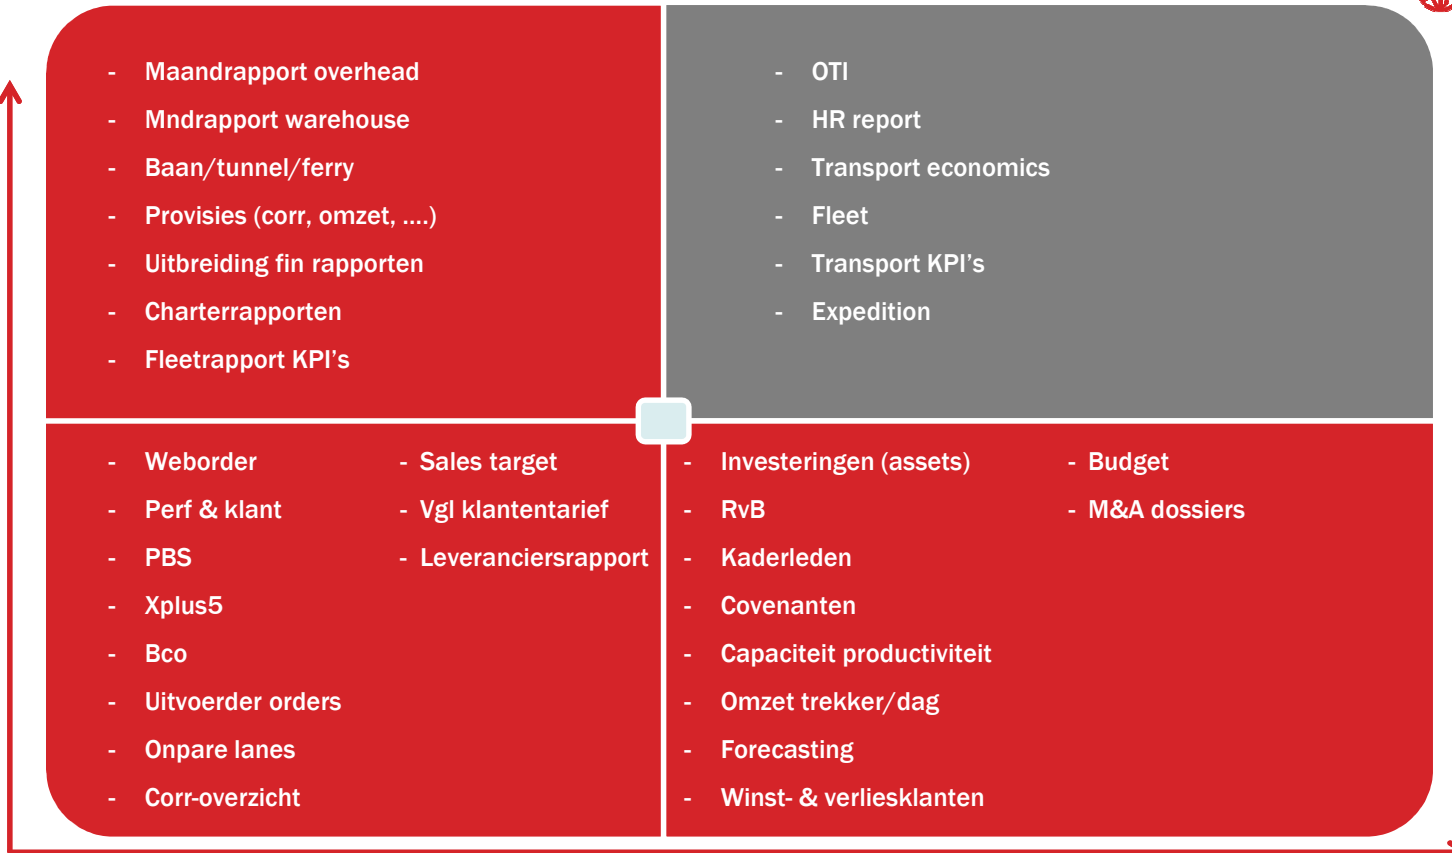 - Maandrapport overhead
- Mndrapport warehouse
- Baan/tunnel/ferry
- Provisies (corr, omzet, ....)
- Uitbreiding fin rapporten
- Charterrapporten
- Fleetrapport KPI's
- OTI
- HR report
- Transport economics
- Fleet
- Transport KPI's
- Expedition
- Weborder
- Perf & klant
- PBS
- Xplus5
- Bco
- Uitvoerder orders
- Onpare lanes
- Corr-overzicht
- Sales target
- Vgl klantentarief
- Leveranciersrapport
- Investeringen (assets)
- RvB
- Kaderleden
- Covenanten
- Capaciteit productiviteit
- Omzet trekker/dag
- Forecasting
- Winst- & verliesklanten
- Budget
- M&A dossiers